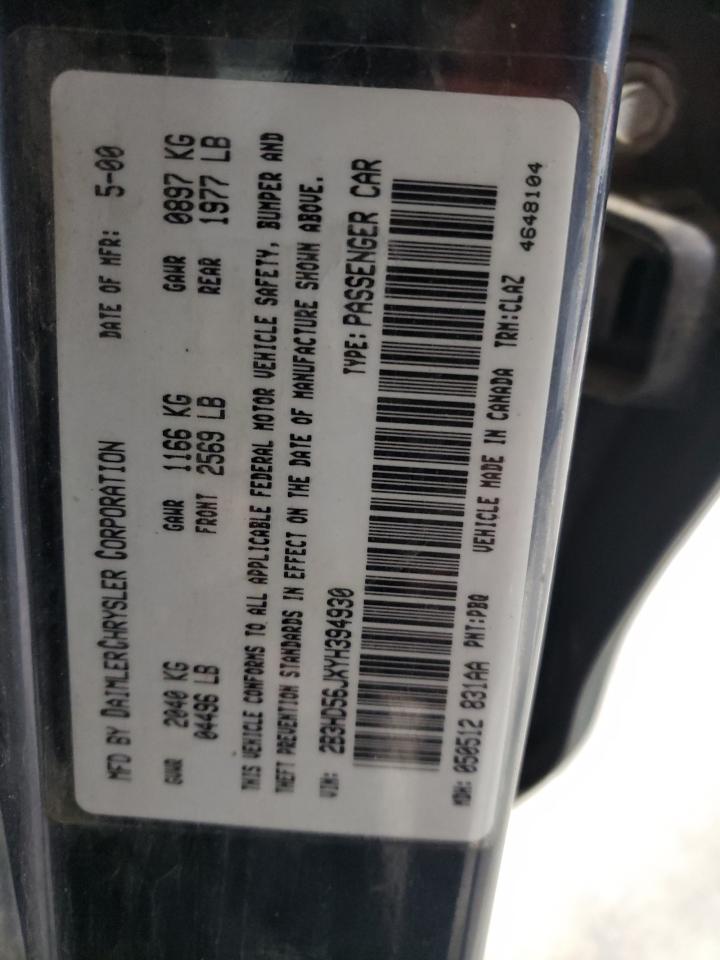 MFD BY DAIMLERCHRYSLER CORPORATION DATE OF MFR: 5-00
GVWR 2040 KG GAWR 1166 KG GAWR 0897 KG
04496 LB FRONT 2569 LB REAR 1977 LB
THIS VEHICLE CONFORMS TO ALL APPLICABLE FEDERAL MOTOR VEHICLE SAFETY, BUMPER AND
THEFT PREVENTION STANDARDS IN EFFECT ON THE DATE OF MANUFACTURE SHOWN ABOVE.
VIN: 2B3HD56JXYH394930 TYPE: PASSENGER CAR
MDH: 050512 831AA PNT:PBQ VEHICLE MADE IN CANADA TRM:CLAZ
4648104